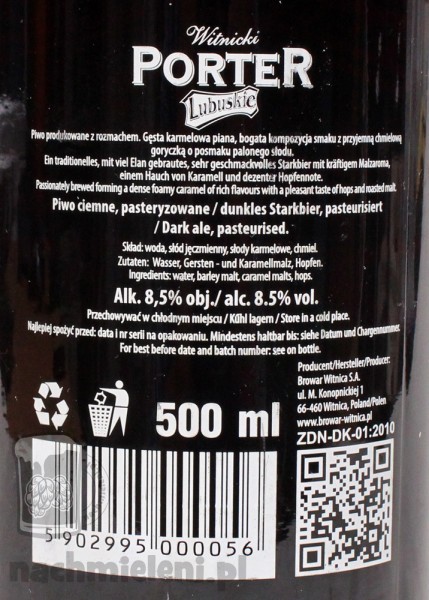 Witnicki
PORTER
Lubuskie
Piwo produkowane z rozmachem. Gęsta karmelowa piana, bogata kompozycja smaku z przyjemną chmielową
goryczką o posmaku palonego słodu.
Ein traditionelles, mit viel Elan gebrautes, sehr geschmackvolles Starkbier mit kräftigem Malzaroma,
einem Hauch von Karamell und dezenter Hopfennote.
Passionately brewed forming a dense foamy caramel of rich flavours with a pleasant taste of hops and roasted malt.
Piwo ciemne, pasteryzowane / dunkles Starkbier, pasteurisiert
/ Dark ale, pasteurised.
Skład: woda, słód jęczmienny, słody karmelowe, chmiel.
Zutaten: Wasser, Gersten - und Karamellmalz, Hopfen.
Ingredients: water, barley malt, caramel malts, hops.
Alk. 8,5% obj./ alc. 8.5% vol.
Przechowywać w chłodnym miejscu / Kühl lagern / Store in a cold place.
Najlepiej spożyć przed: data i nr serii na opakowaniu. Mindestens haltbar bis: siehe Datum und Chargennummer.
For best before date and batch number: see on bottle.
500 ml
Producent/Hersteller/Producer:
Browar Witnica S.A.
ul. M. Konopnickiej 1
66-460 Witnica, Poland/Polen
www.browar-witnica.pl
ZDN-DK-01:2010
5 902995 000056
nachmieleni.pl